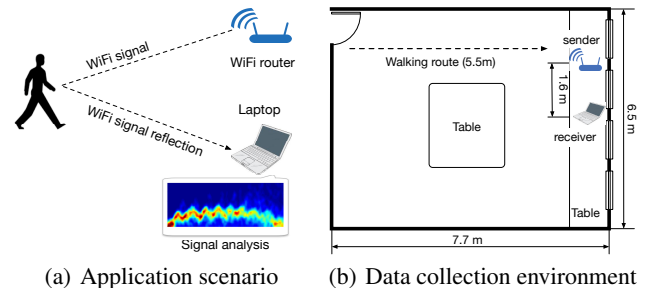 WiFi signal
WiFi router
WiFi signal reflection
Laptop
Signal analysis
(a) Application scenario
sender
Walking route (5.5m)
1.6 m
Table
receiver
6.5 m
Table
7.7 m
(b) Data collection environment